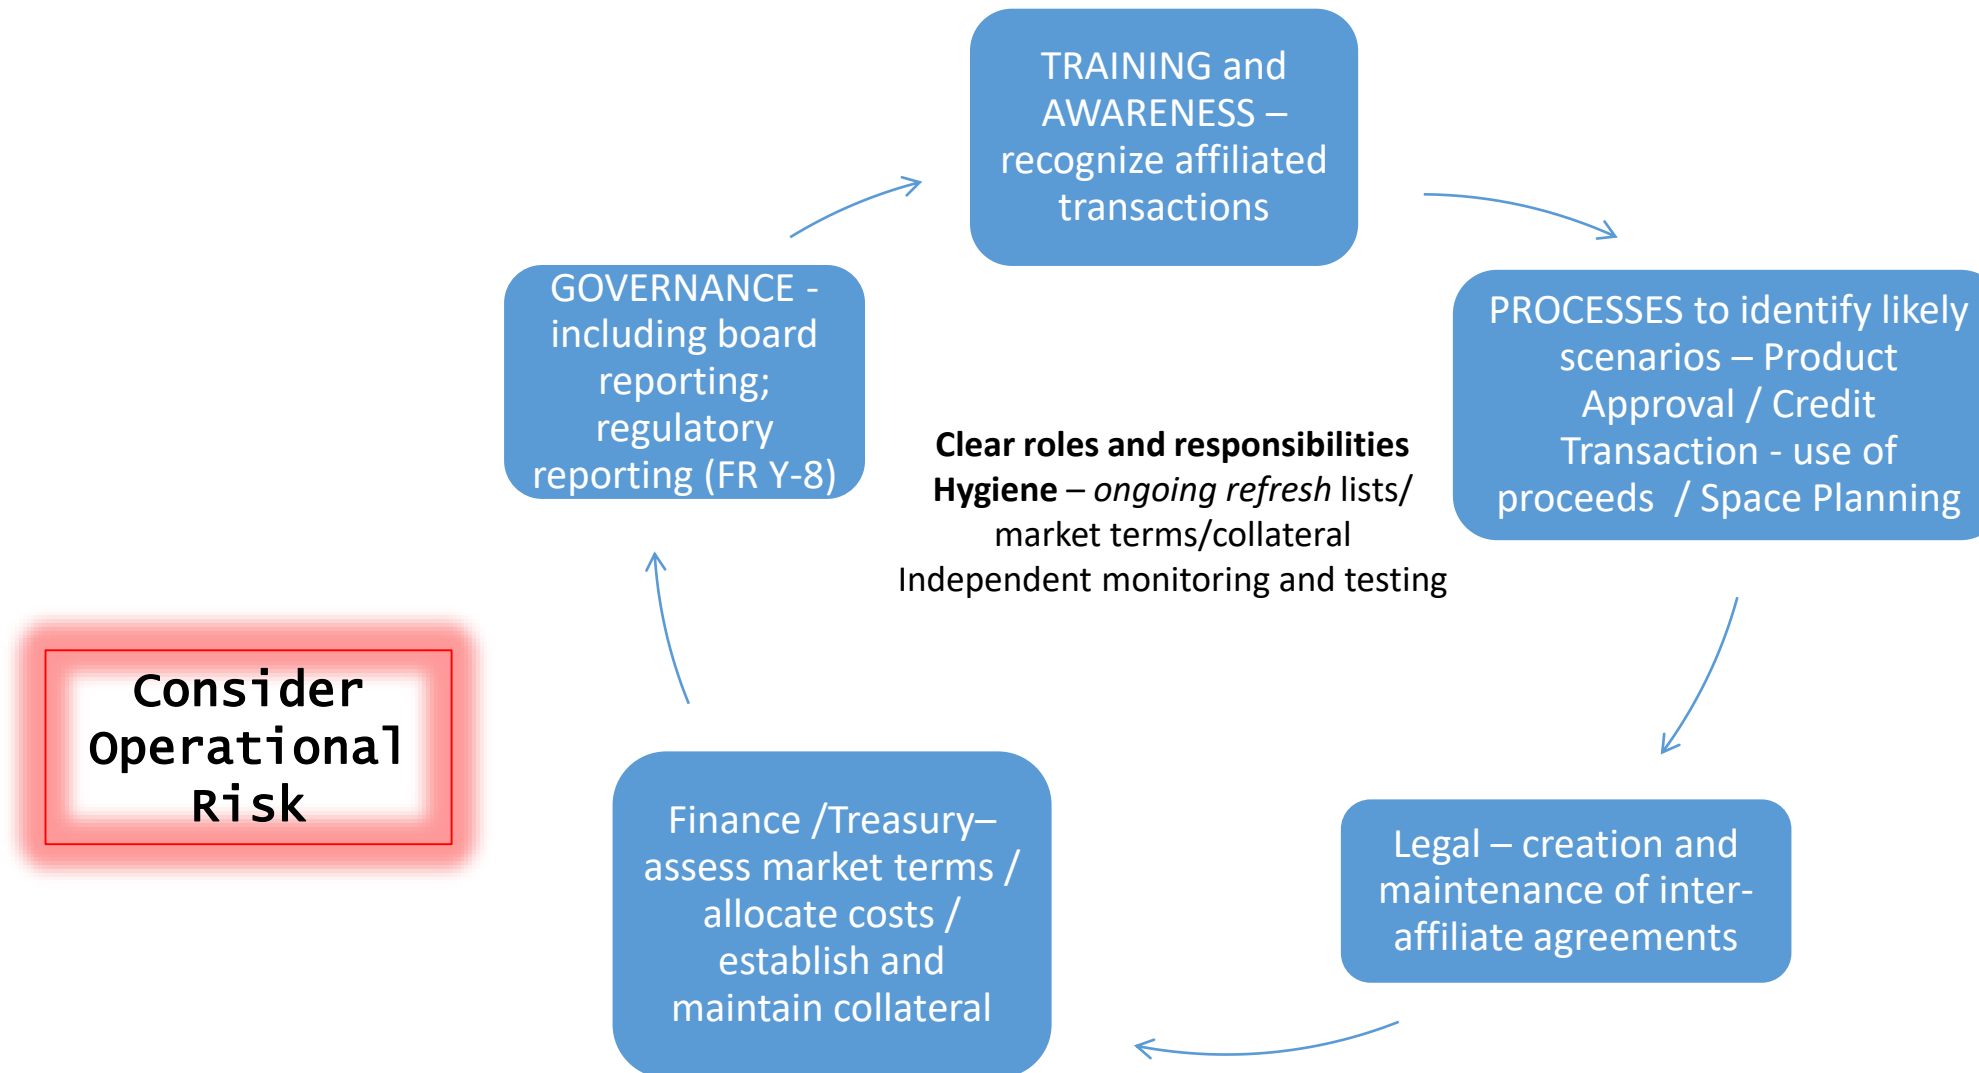 TRAINING and
AWARENESS –
recognize affiliated
transactions
PROCESSES to identify likely
scenarios – Product
Approval / Credit
Transaction - use of
proceeds / Space Planning
Legal – creation and
maintenance of inter-
affiliate agreements
Finance /Treasury–
assess market terms /
allocate costs /
establish and
maintain collateral
GOVERNANCE -
including board
reporting;
regulatory
reporting (FR Y-8)
Clear roles and responsibilities
Hygiene – ongoing refresh lists/
market terms/collateral
Independent monitoring and testing
Consider
Operational
Risk